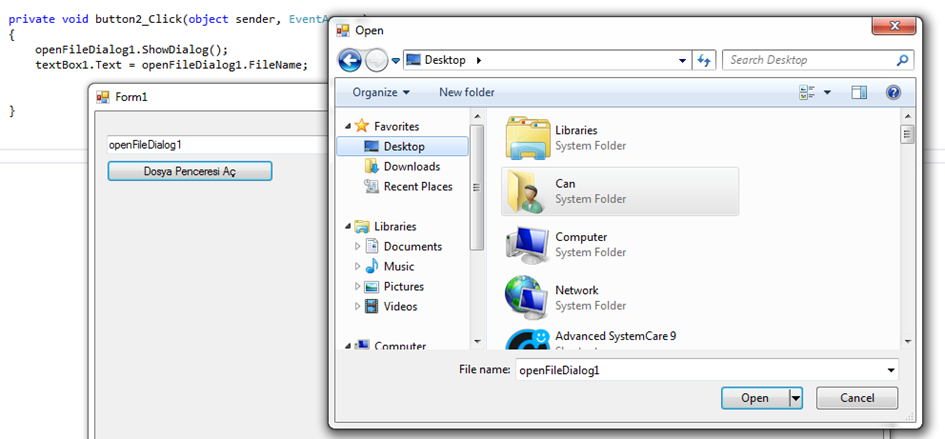 private void button2_Click(object sender, EventA
{
openFileDialog1.ShowDialog();
textBox1.Text = openFileDialog1.FileName;
}
Form1
openFileDialog1
Dosya Penceresi Aç
Open
Desktop
Search Desktop
Organize
New folder
Favorites
Desktop
Downloads
Recent Places
Libraries
Documents
Music
Pictures
Videos
Computer
Libraries
System Folder
Can
System Folder
Computer
System Folder
Network
System Folder
Advanced SystemCare 9
File name:
openFileDialog1
Open
Cancel